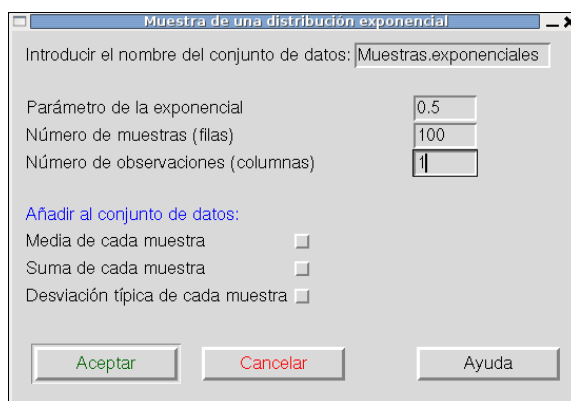 Muestra de una distribución exponencial
Introducir el nombre del conjunto de datos: Muestras.exponenciales
Parámetro de la exponencial 0.5
Número de muestras (filas) 100
Número de observaciones (columnas) 1
Añadir al conjunto de datos:
Media de cada muestra
Suma de cada muestra
Desviación típica de cada muestra
Aceptar Cancelar Ayuda